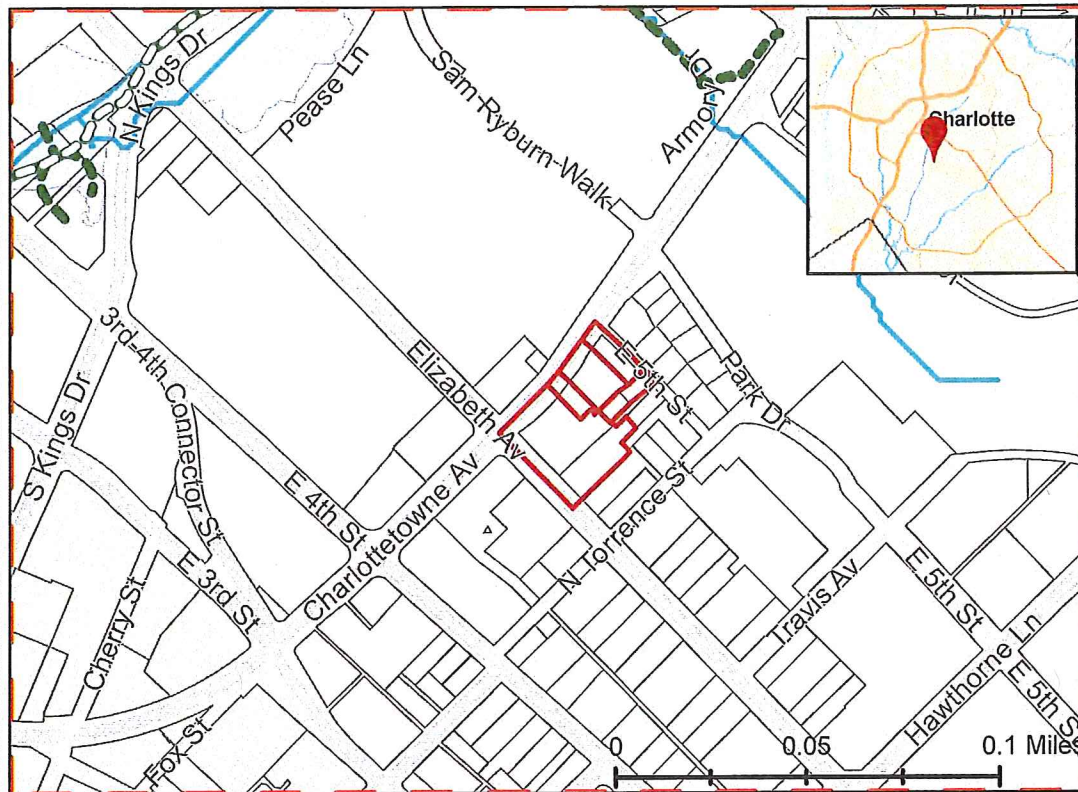 N Kings Dr
Pease Ln
Sam Ryburn Walk
Armory Dr
Charlotte
3rd-4th Connector St
S Kings Dr
Elizabeth Av
E 5th St
Park Dr
E 4th St
Charlottetowne Av
N Torrence St
E 3rd St
Cherry St
Travis Av
E 5th St
Hawthorne Ln
E 5th St
Fox St
0 0.05 0.1 Miles